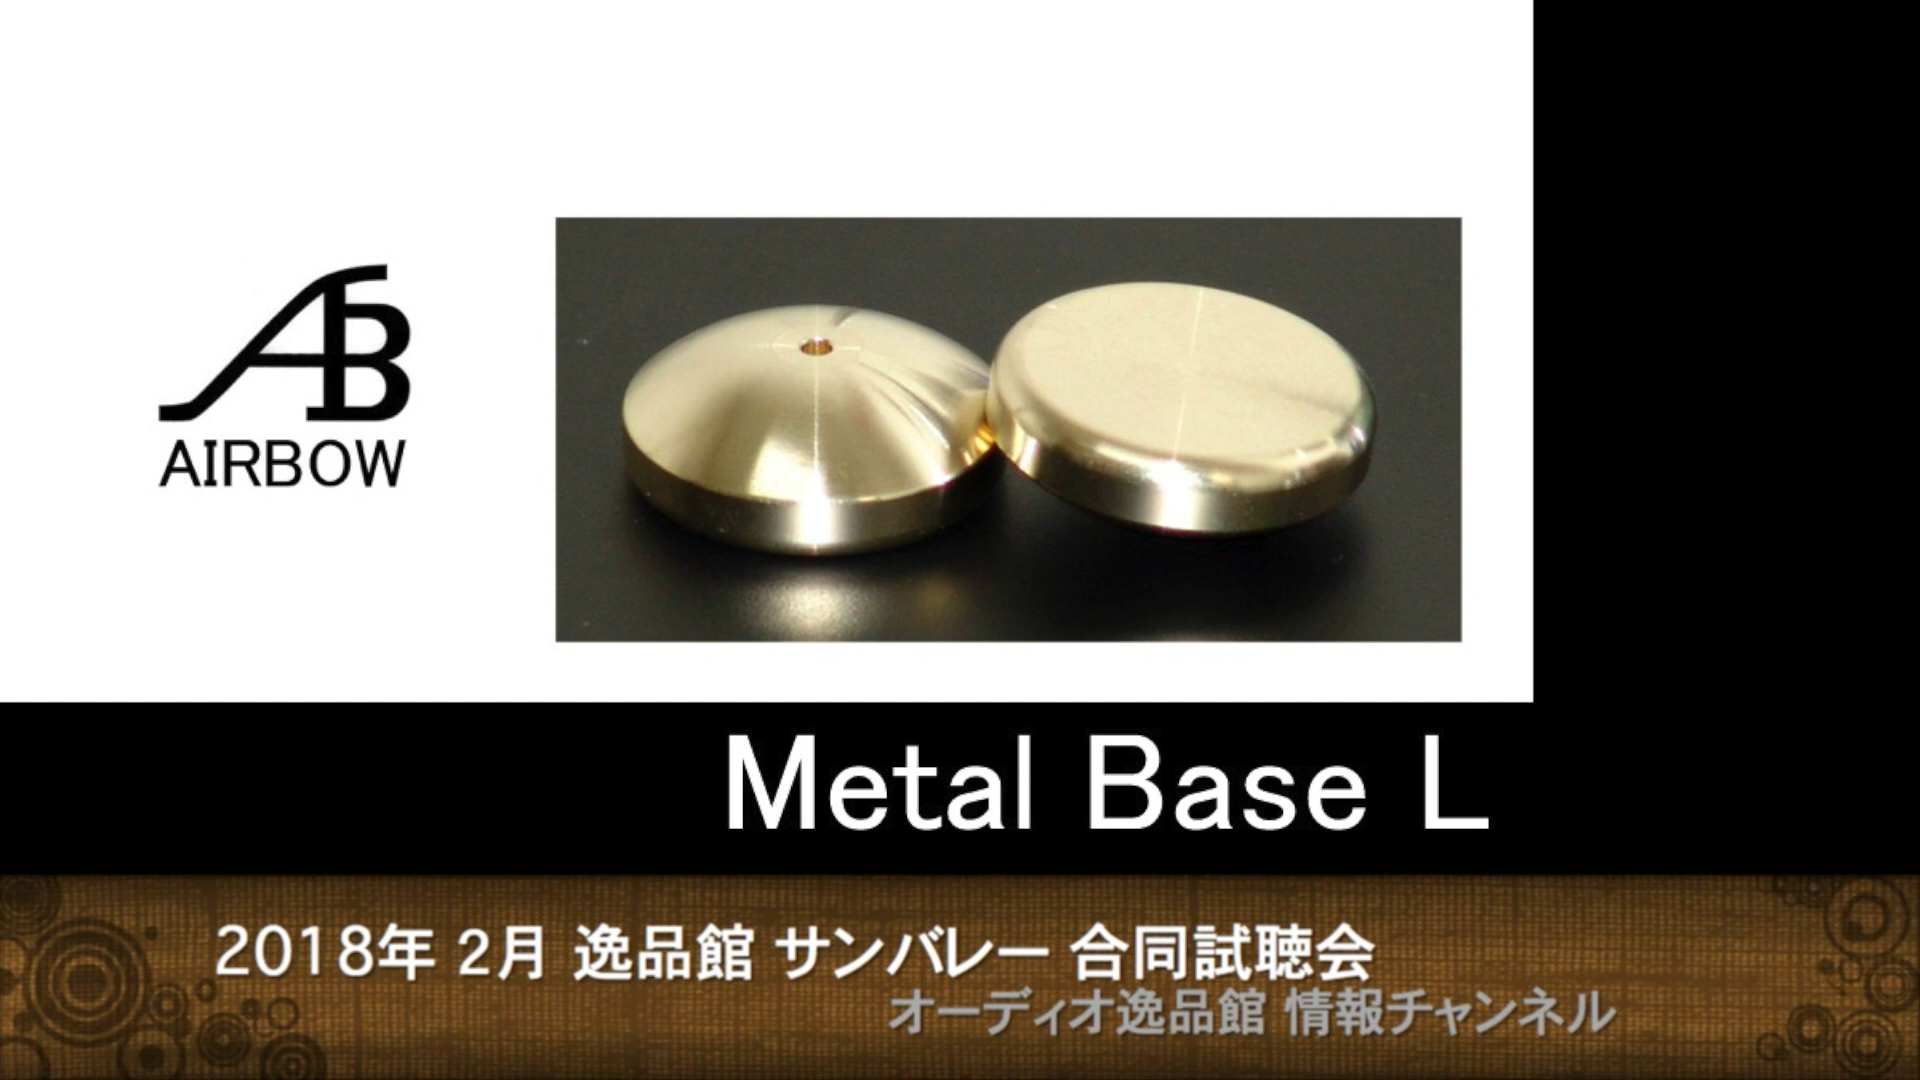 AB
AIRBOW
Metal Base L
2018年 2月 逸品館 サンバレー 合同試聴会
オーディオ逸品館 情報チャンネル